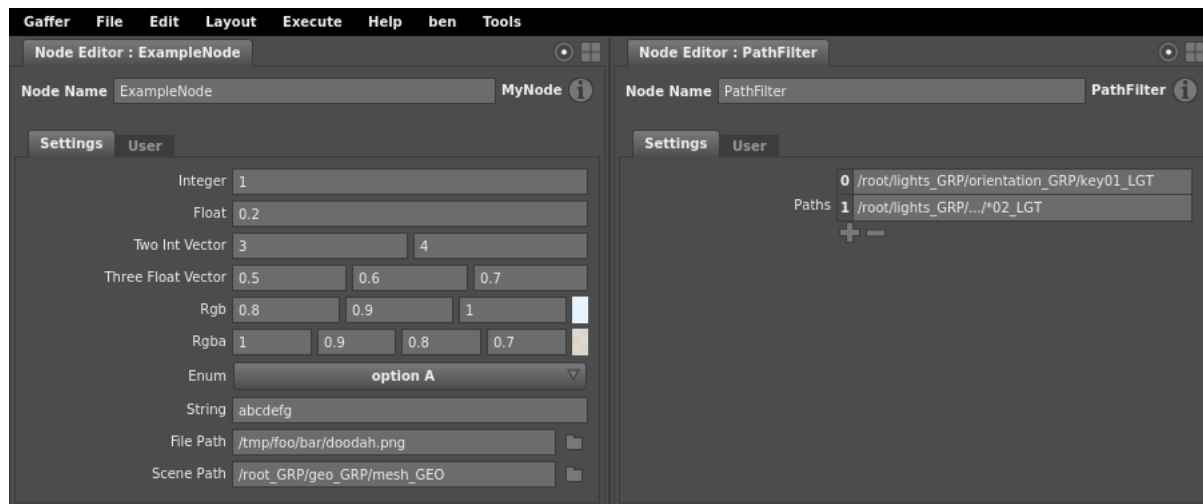 Gaffer File Edit Layout Execute Help ben Tools
Node Editor : ExampleNode
Node Name ExampleNode MyNode
Settings User
Integer 1
Float 0.2
Two Int Vector 3 4
Three Float Vector 0.5 0.6 0.7
Rgb 0.8 0.9 1
Rgba 1 0.9 0.8 0.7
Enum option A
String abcdefg
File Path /tmp/foo/bar/doodah.png
Scene Path /root_GRP/geo_GRP/mesh_GEO
Node Editor : PathFilter
Node Name PathFilter PathFilter
Settings User
0 /root/lights_GRP/orientation_GRP/key01_LGT
Paths 1 /root/lights_GRP/.../*02_LGT